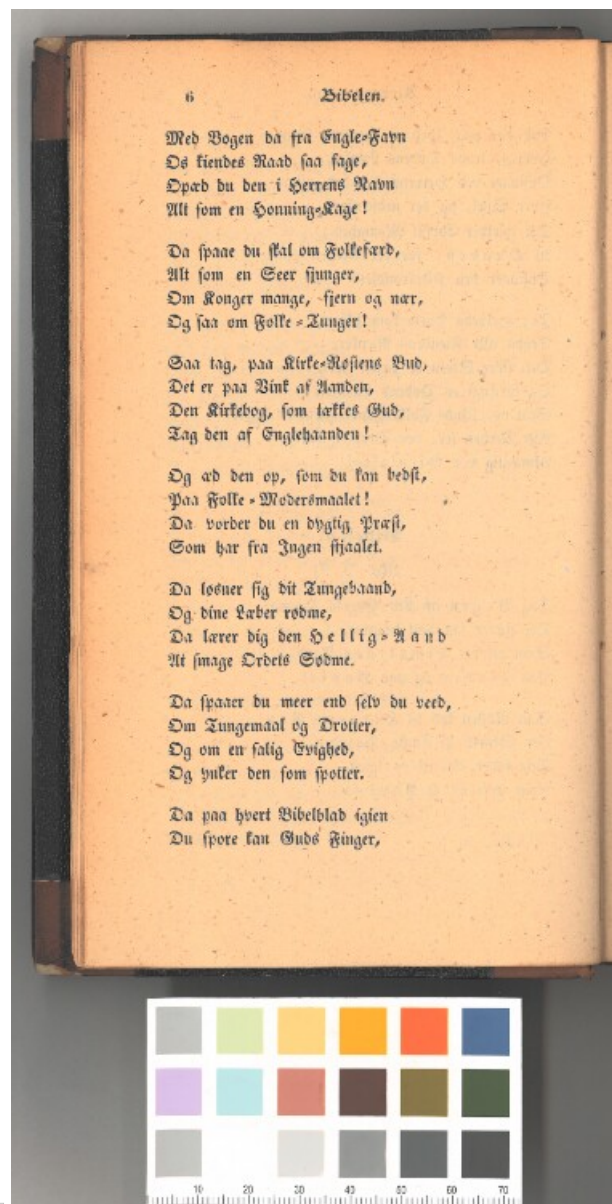 6 Bibelen.
Med Bogen da fra Engle-Favn
Os kiendes Raad saa sage,
Opæd du den i Herrens Navn
Alt som en Honning-Kage!
Da spaae du skal om Folkefærd,
Alt som en Seer sjunger,
Om Konger mange, fjern og nær,
Og saa om Folke-Tunger!
Saa tag, paa Kirke-Røstens Bud,
Det er paa Vink af Aanden,
Den Kirkebog, som tækkes Gud,
Tag den af Englehaanden!
Og æd den op, som du kan bedst,
Paa Folke-Modersmaalet!
Da vorder du en dygtig Præst,
Som har fra Ingen stjaalet.
Da løsner sig dit Tungebaand,
Og dine Læber rødme,
Da lærer dig den Hellig-Aand
At smage Ordets Sødme.
Da spaaer du meer end selv du veed,
Om Tungemaal og Drotter,
Og om en salig Evighed,
Og ynker den som spotter.
Da paa hvert Bibelblad igien
Du spore kan Guds Finger,
10 20 30 40 50 60 70